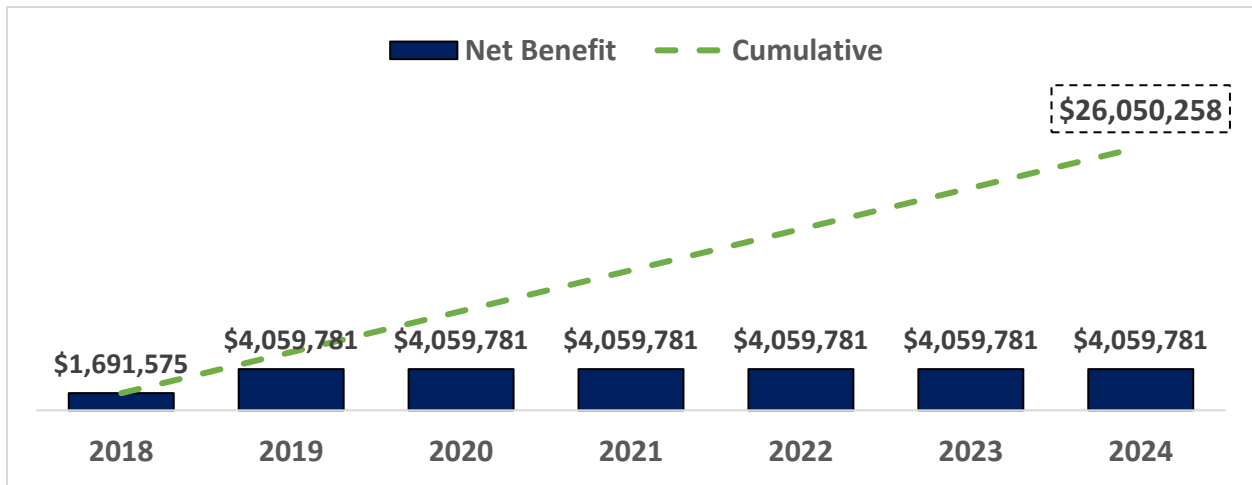 Net Benefit Cumulative
$26,050,258
$1,691,575 $4,059,781 $4,059,781 $4,059,781 $4,059,781 $4,059,781 $4,059,781
2018 2019 2020 2021 2022 2023 2024